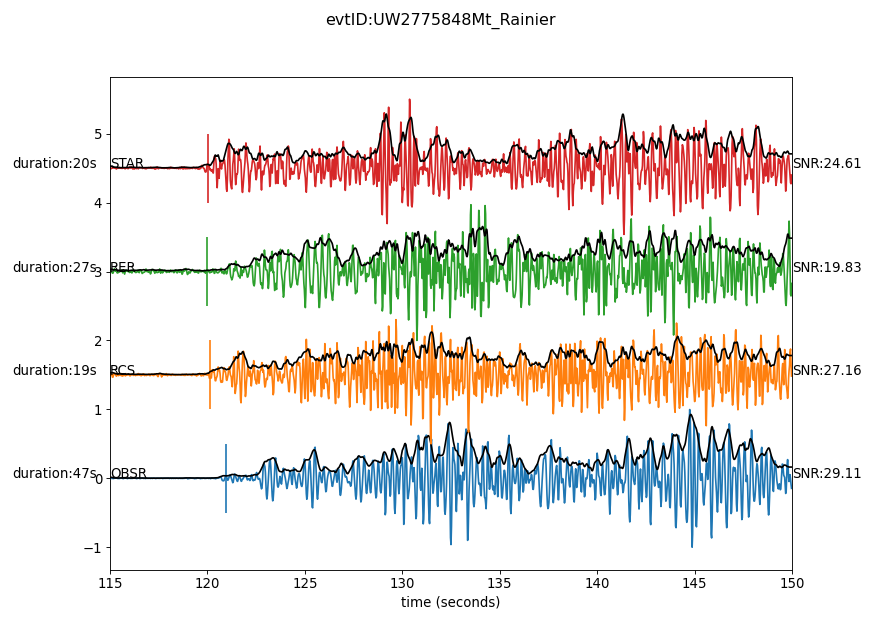 evtID:UW2775848Mt_Rainier
5
duration:20s STAR SNR:24.61
4
duration:27s RER SNR:19.83
3
2
duration:19s RCS SNR:27.16
1
duration:47s OBSR SNR:29.11
0
−1
115 120 125 130 135 140 145 150
time (seconds)